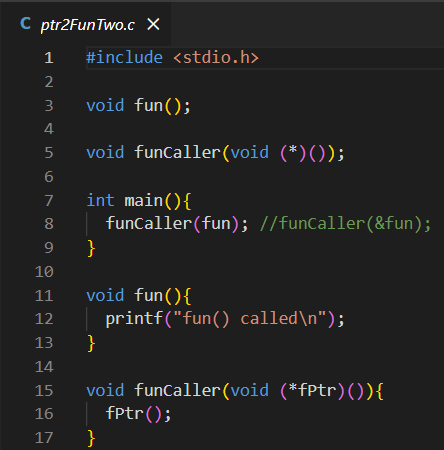 C ptr2FunTwo.c ×
1 #include <stdio.h>
2
3 void fun();
4
5 void funCaller(void (*)());
6
7 int main(){
8 funCaller(fun); //funCaller(&fun);
9 }
10
11 void fun(){
12 printf("fun() called\n");
13 }
14
15 void funCaller(void (*fPtr)()){
16 fPtr();
17 }